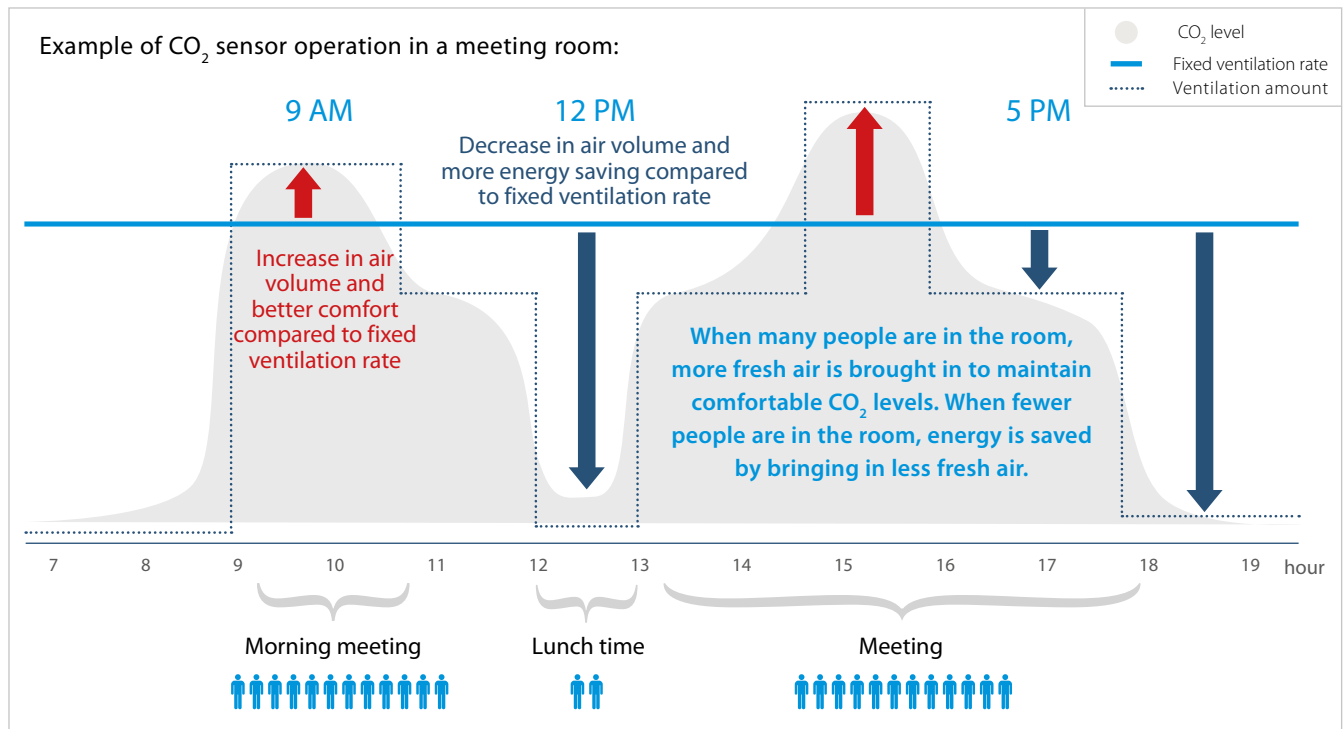 Example of CO₂ sensor operation in a meeting room:
CO₂ level
Fixed ventilation rate
Ventilation amount
9 AM
12 PM
5 PM
Decrease in air volume and
more energy saving compared
to fixed ventilation rate
Increase in air
volume and
better comfort
compared to fixed
ventilation rate
When many people are in the room,
more fresh air is brought in to maintain
comfortable CO₂ levels. When fewer
people are in the room, energy is saved
by bringing in less fresh air.
7 8 9 10 11 12 13 14 15 16 17 18 19 hour
Morning meeting
Lunch time
Meeting